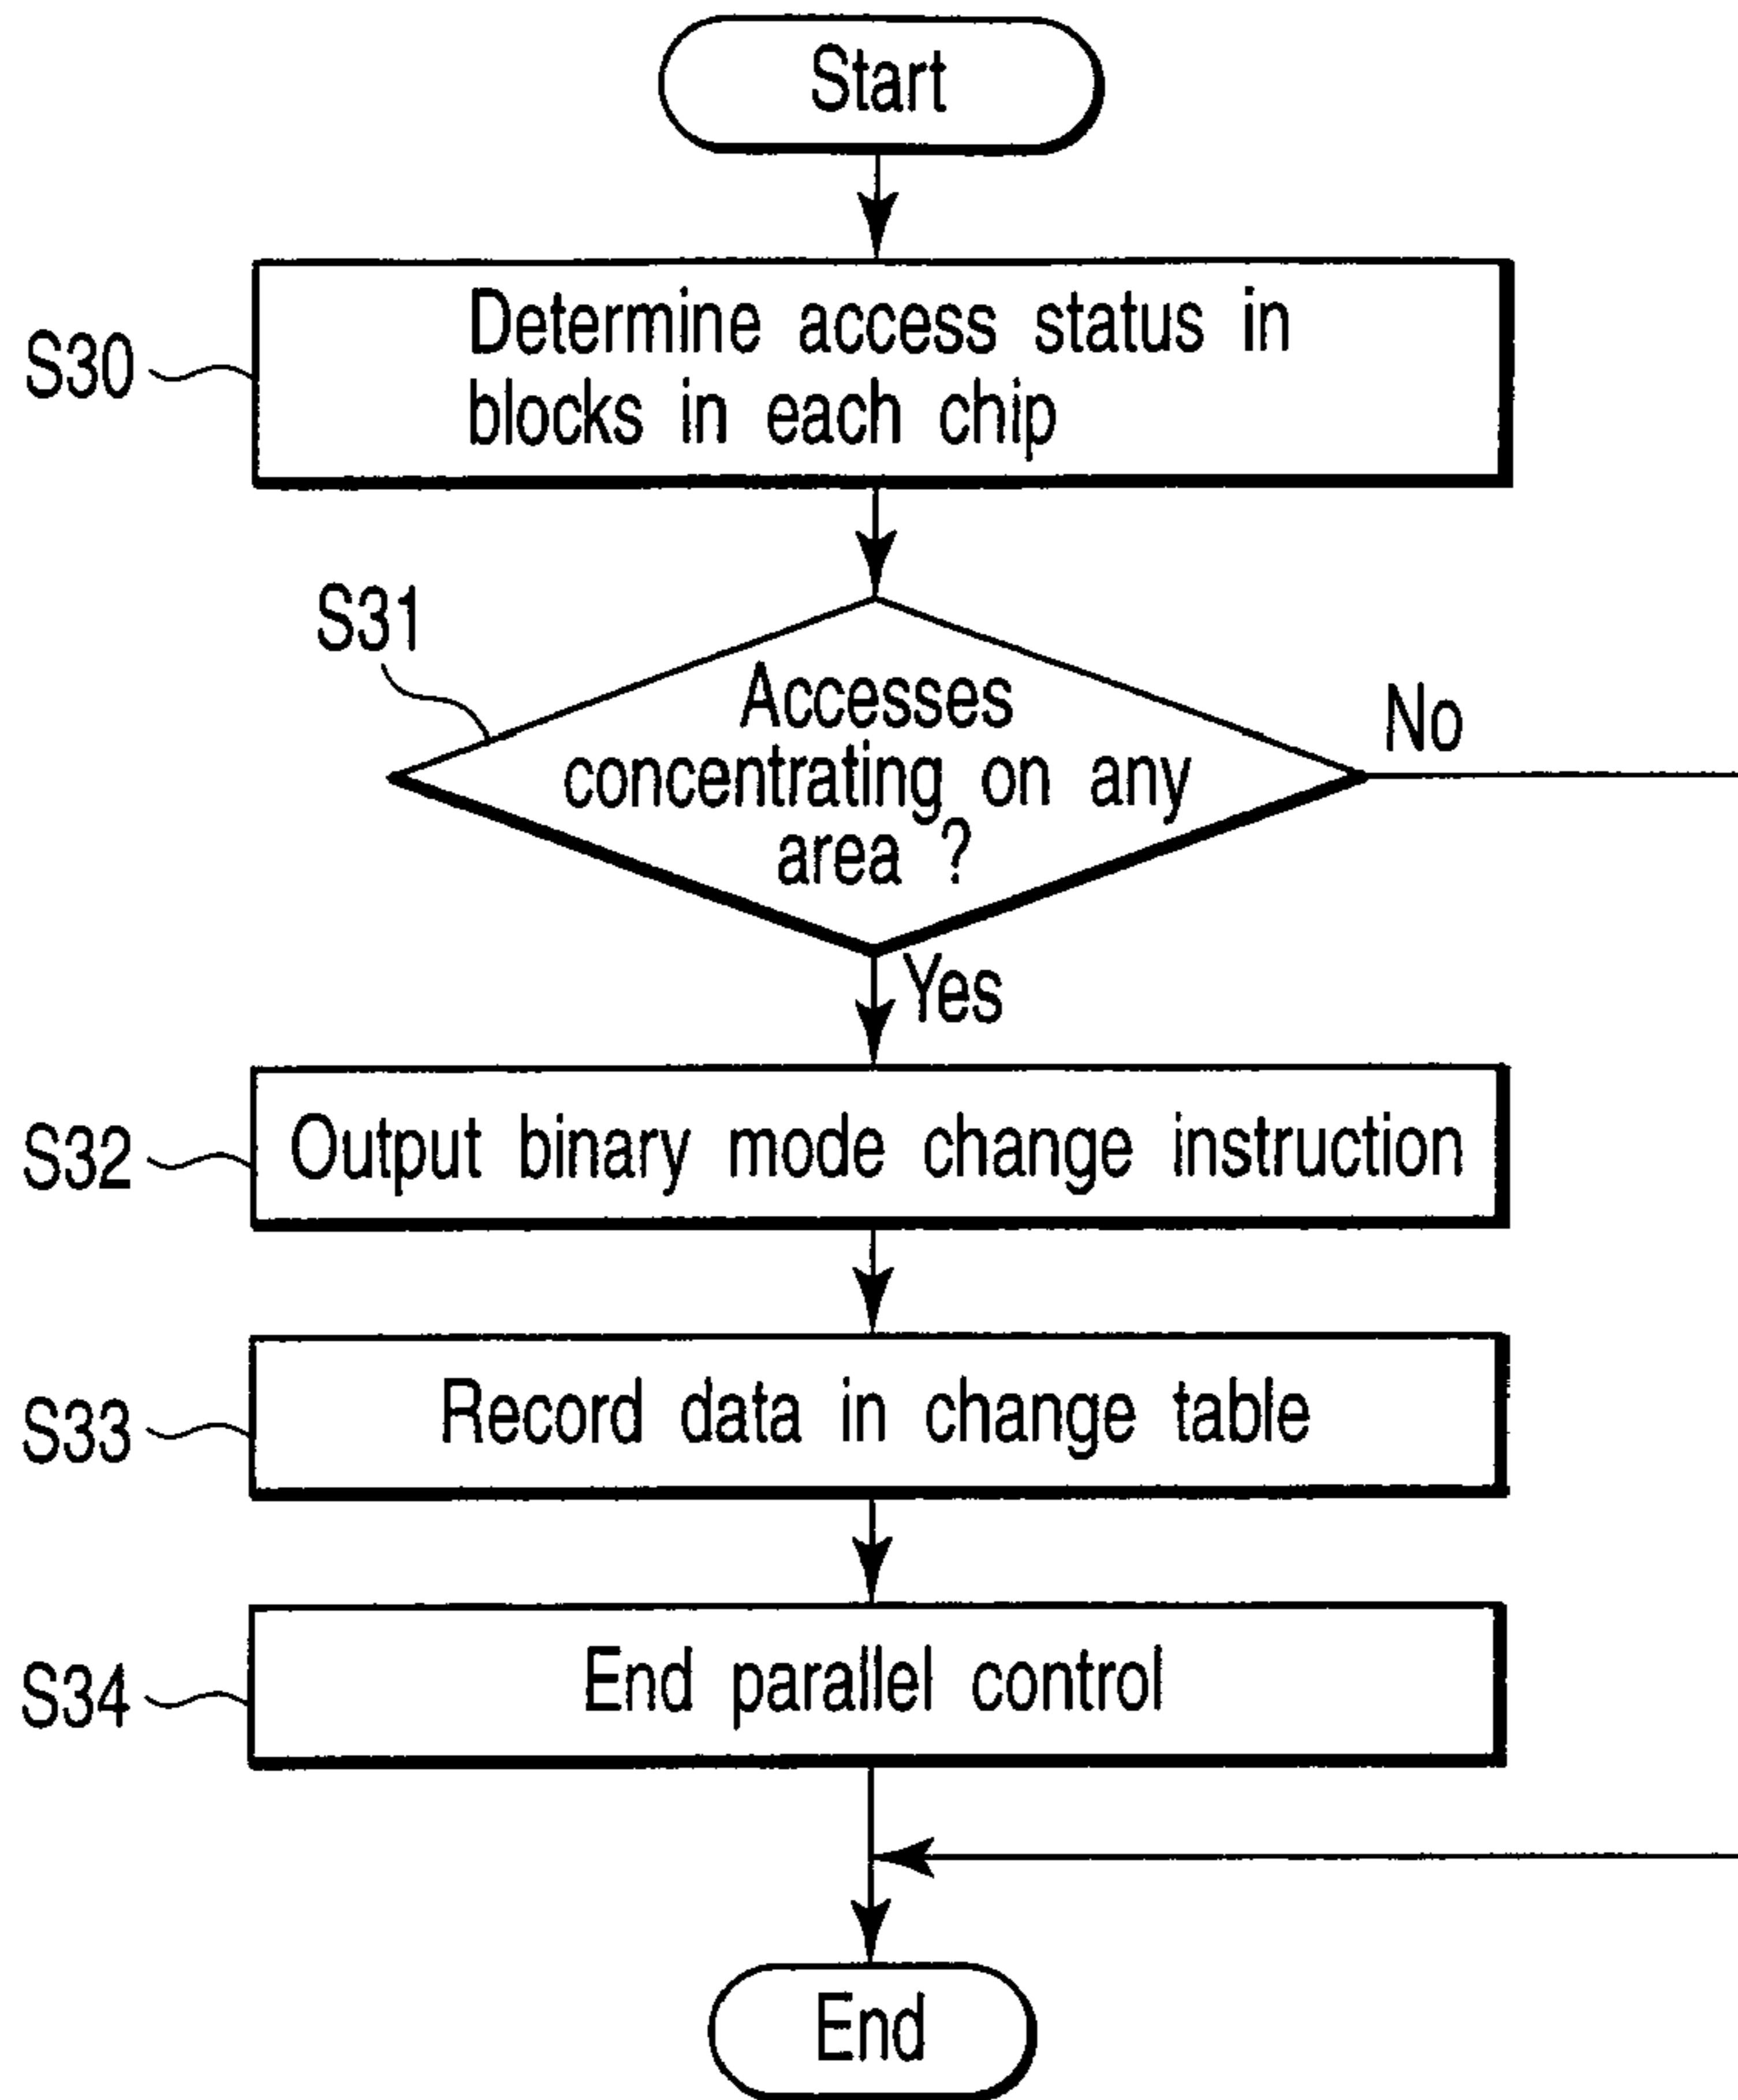 Start
S30
Determine access status in
blocks in each chip
S31
Accesses
concentrating on any
area ?
No
Yes
S32
Output binary mode change instruction
S33
Record data in change table
S34
End parallel control
End